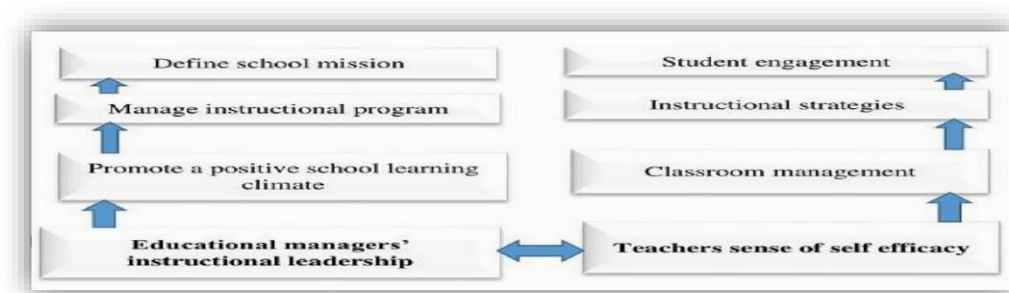 Define school mission
Manage instructional program
Promote a positive school learning
climate
Educational managers'
instructional leadership
Student engagement
Instructional strategies
Classroom management
Teachers sense of self efficacy